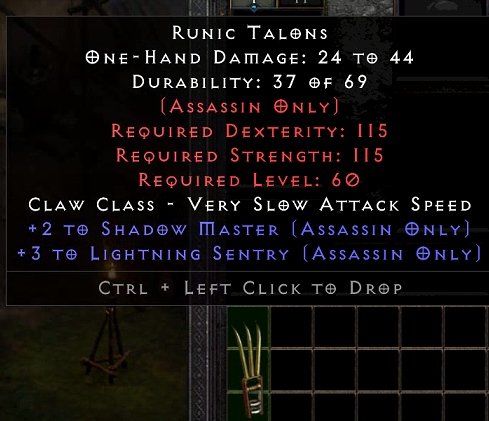 Runic Talons
One-Hand Damage: 24 to 44
Durability: 37 of 69
(Assassin Only)
Required Dexterity: 115
Required Strength: 115
Required Level: 60
Claw Class - Very Slow Attack Speed
+2 to Shadow Master (Assassin Only)
+3 to Lightning Sentry (Assassin Only)
Ctrl + Left Click to Drop